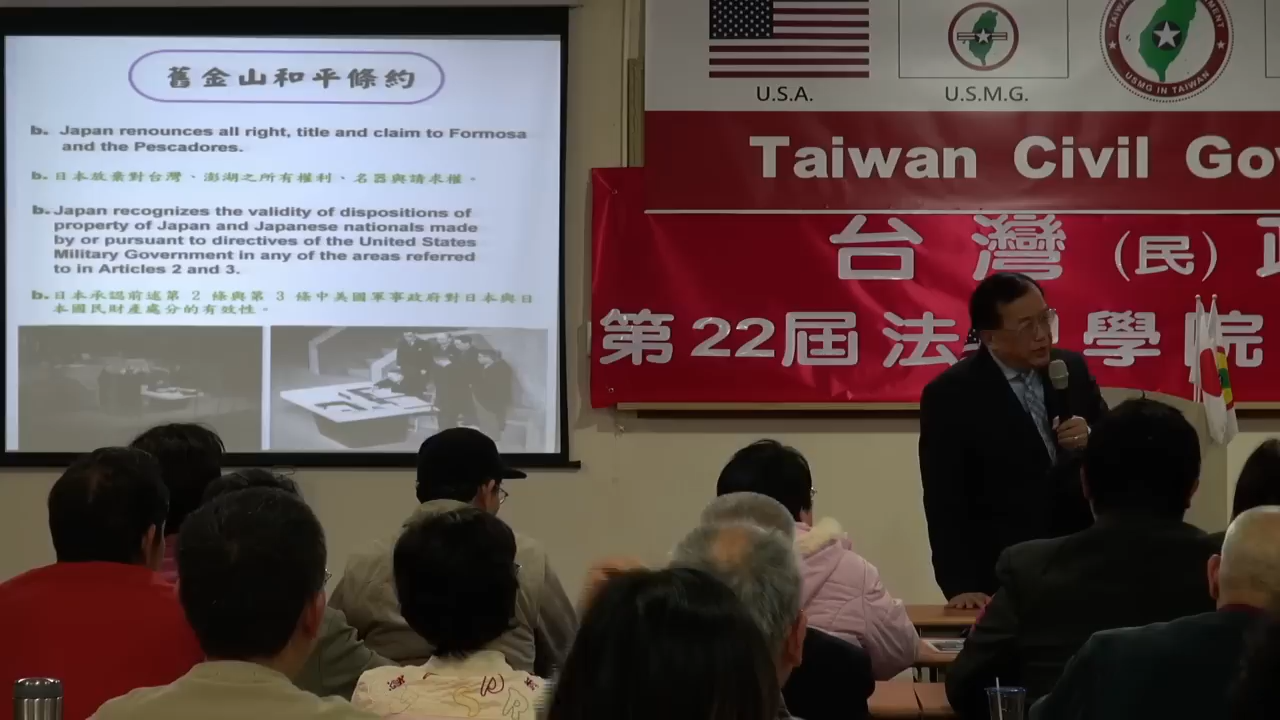 舊金山和平條約
b. Japan renounces all right, title and claim to Formosa
and the Pescadores.
b. 日本放棄對台灣、澎湖之所有權利、名器與請求權。
b. Japan recognizes the validity of dispositions of
property of Japan and Japanese nationals made
by or pursuant to directives of the United States
Military Government in any of the areas referred
to in Articles 2 and 3.
b. 日本承認前述第 2 條與第 3 條中美國軍事政府對日本與日
本國民財產處分的有效性。
U.S.A.
U.S.M.G.
USMG IN TAIWAN
Taiwan Civil Go
台灣(民)政
第22屆法 學院